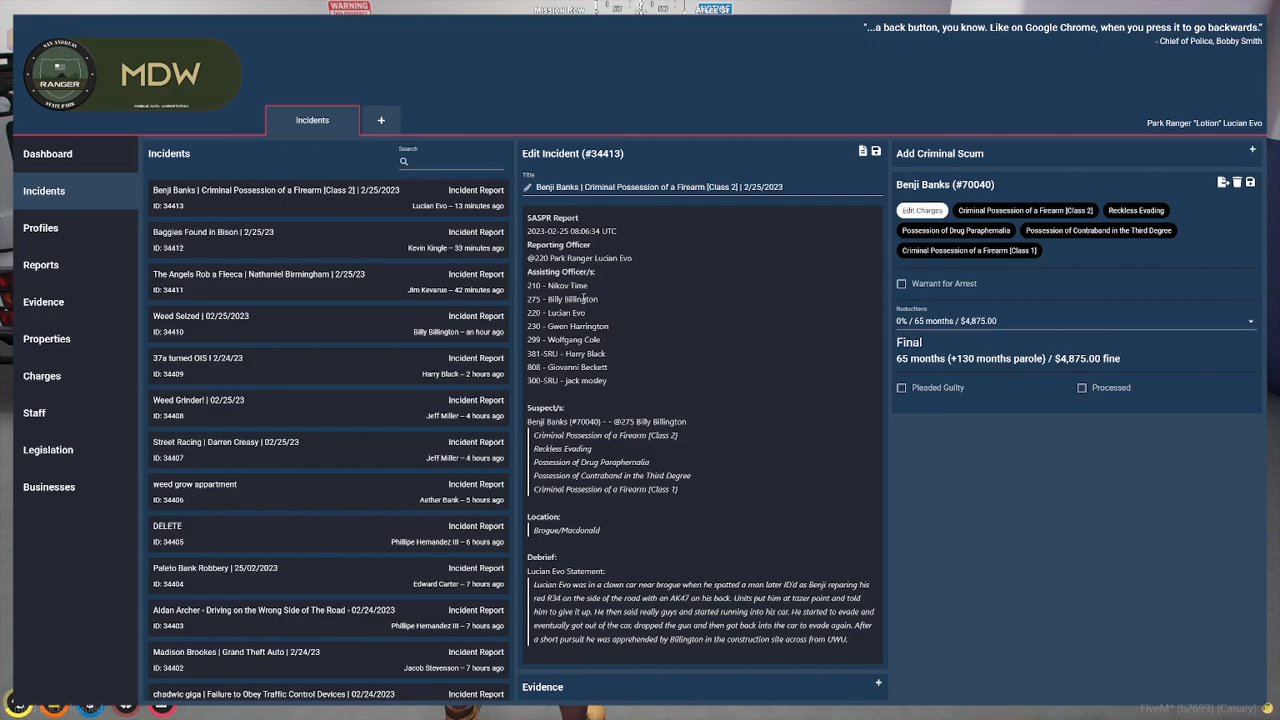 WARNING
Mission Row
NOTICE
ATLEE ST
"...a back button, you know. Like on Google Chrome, when you press it to go backwards."
- Chief of Police, Bobby Smith
SAN ANDREAS
RANGER
STATE PARK
MDW
MOBILE DATA WORKSTATION
Incidents
+
Park Ranger "Lotion" Lucian Evo
Dashboard
Incidents
Profiles
Reports
Evidence
Properties
Charges
Staff
Legislation
Businesses
Incidents
Search
Benji Banks | Criminal Possession of a Firearm [Class 2] | 2/25/2023
Incident Report
ID: 34413
Lucian Evo – 13 minutes ago
Baggies Found in Bison | 2/25/23
Incident Report
ID: 34412
Kevin Kingle – 33 minutes ago
The Angels Rob a Fleeca | Nathaniel Birmingham | 2/25/23
Incident Report
ID: 34411
Jim Kevarus – 42 minutes ago
Weed Seized | 02/25/2023
Incident Report
ID: 34410
Billy Billington – an hour ago
37a turned OIS I 2/24/23
Incident Report
ID: 34409
Harry Black – 2 hours ago
Weed Grinder! | 02/25/23
Incident Report
ID: 34408
Jeff Miller – 4 hours ago
Street Racing | Darren Creasy | 02/25/23
Incident Report
ID: 34407
Jeff Miller – 4 hours ago
weed grow appartment
Incident Report
ID: 34406
Aether Bank – 5 hours ago
DELETE
Incident Report
ID: 34405
Phillipe Hernandez III – 6 hours ago
Paleto Bank Robbery | 25/02/2023
Incident Report
ID: 34404
Edward Carter – 7 hours ago
Aidan Archer - Driving on the Wrong Side of The Road - 02/24/2023
Incident Report
ID: 34403
Phillipe Hernandez III – 7 hours ago
Madison Brookes | Grand Theft Auto | 2/24/23
Incident Report
ID: 34402
Jacob Stevenson – 7 hours ago
chadwic giga | Failure to Obey Traffic Control Devices | 02/24/2023
Incident Report
Edit Incident (#34413)
Title
Benji Banks | Criminal Possession of a Firearm [Class 2] | 2/25/2023
SASPR Report
2023-02-25 08:06:34 UTC
Reporting Officer
@220 Park Ranger Lucian Evo
Assisting Officer/s:
210 - Nikov Time
275 - Billy Billington
220 - Lucian Evo
230 - Gwen Harrington
299 - Wolfgang Cole
381-SRU - Harry Black
808 - Giovanni Beckett
300-SRU - jack mosley
Suspect/s:
Benji Banks (#70040) - - @275 Billy Billington
Criminal Possession of a Firearm [Class 2]
Reckless Evading
Possession of Drug Paraphernalia
Possession of Contraband in the Third Degree
Criminal Possession of a Firearm [Class 1]
Location:
Brogue/Macdonald
Debrief:
Lucian Evo Statement:
Lucian Evo was in a clown car near brogue when he spotted a man later ID'd as Benji reparing his
red R34 on the side of the road with an AK47 on his back. Units put him at tazer point and told
him to give it up. He then said really guys and started running into his car. He started to evade and
eventually got out of the car, dropped the gun and then got back into the car to evade again. After
a short pursuit he was apprehended by Billington in the construction site across from UWU.
Evidence
+
Add Criminal Scum
+
Benji Banks (#70040)
Edit Charges
Criminal Possession of a Firearm [Class 2]
Reckless Evading
Possession of Drug Paraphernalia
Possession of Contraband in the Third Degree
Criminal Possession of a Firearm [Class 1]
Warrant for Arrest
Reductions
0% / 65 months / $4,875.00
Final
65 months (+130 months parole) / $4,875.00 fine
Pleaded Guilty
Processed
FiveM* (b2699) (Canary)